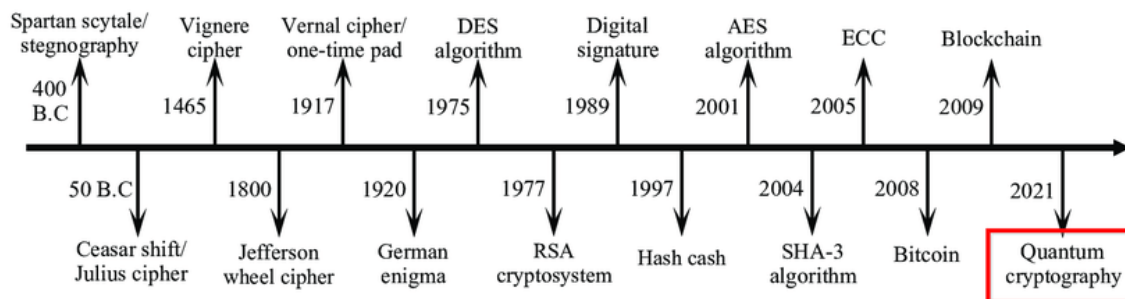 Spartan scytale/
stegnography
Vignere
cipher
Vernal cipher/
one-time pad
DES
algorithm
Digital
signature
AES
algorithm
ECC
Blockchain
400
B.C
1465
1917
1975
1989
2001
2005
2009
50 B.C
1800
1920
1977
1997
2004
2008
2021
Ceasar shift/
Julius cipher
Jefferson
wheel cipher
German
enigma
RSA
cryptosystem
Hash cash
SHA-3
algorithm
Bitcoin
Quantum
cryptography